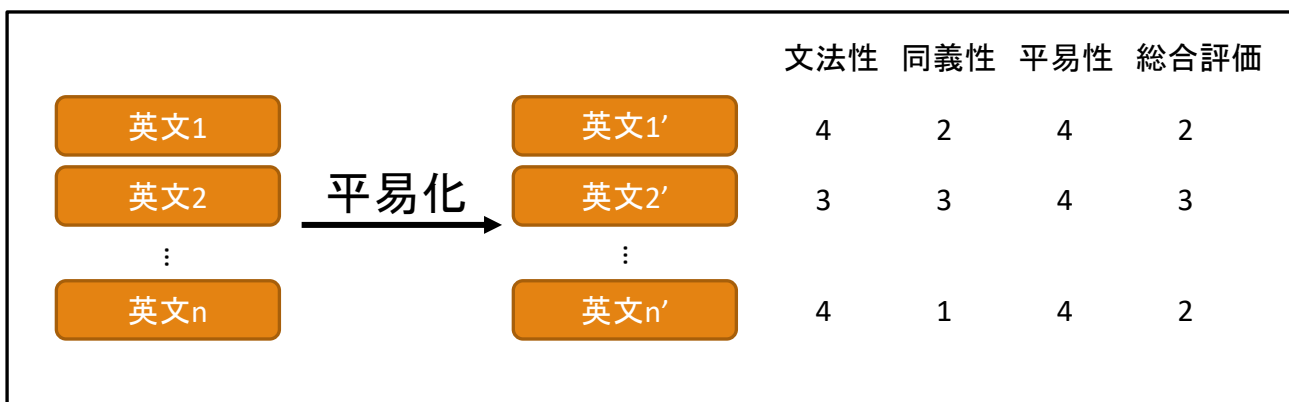 文法性 同義性 平易性 総合評価
英文1 英文1’ 4 2 4 2
英文2 平易化 英文2’ 3 3 4 3
⋮ ⋮
英文n 英文n’ 4 1 4 2